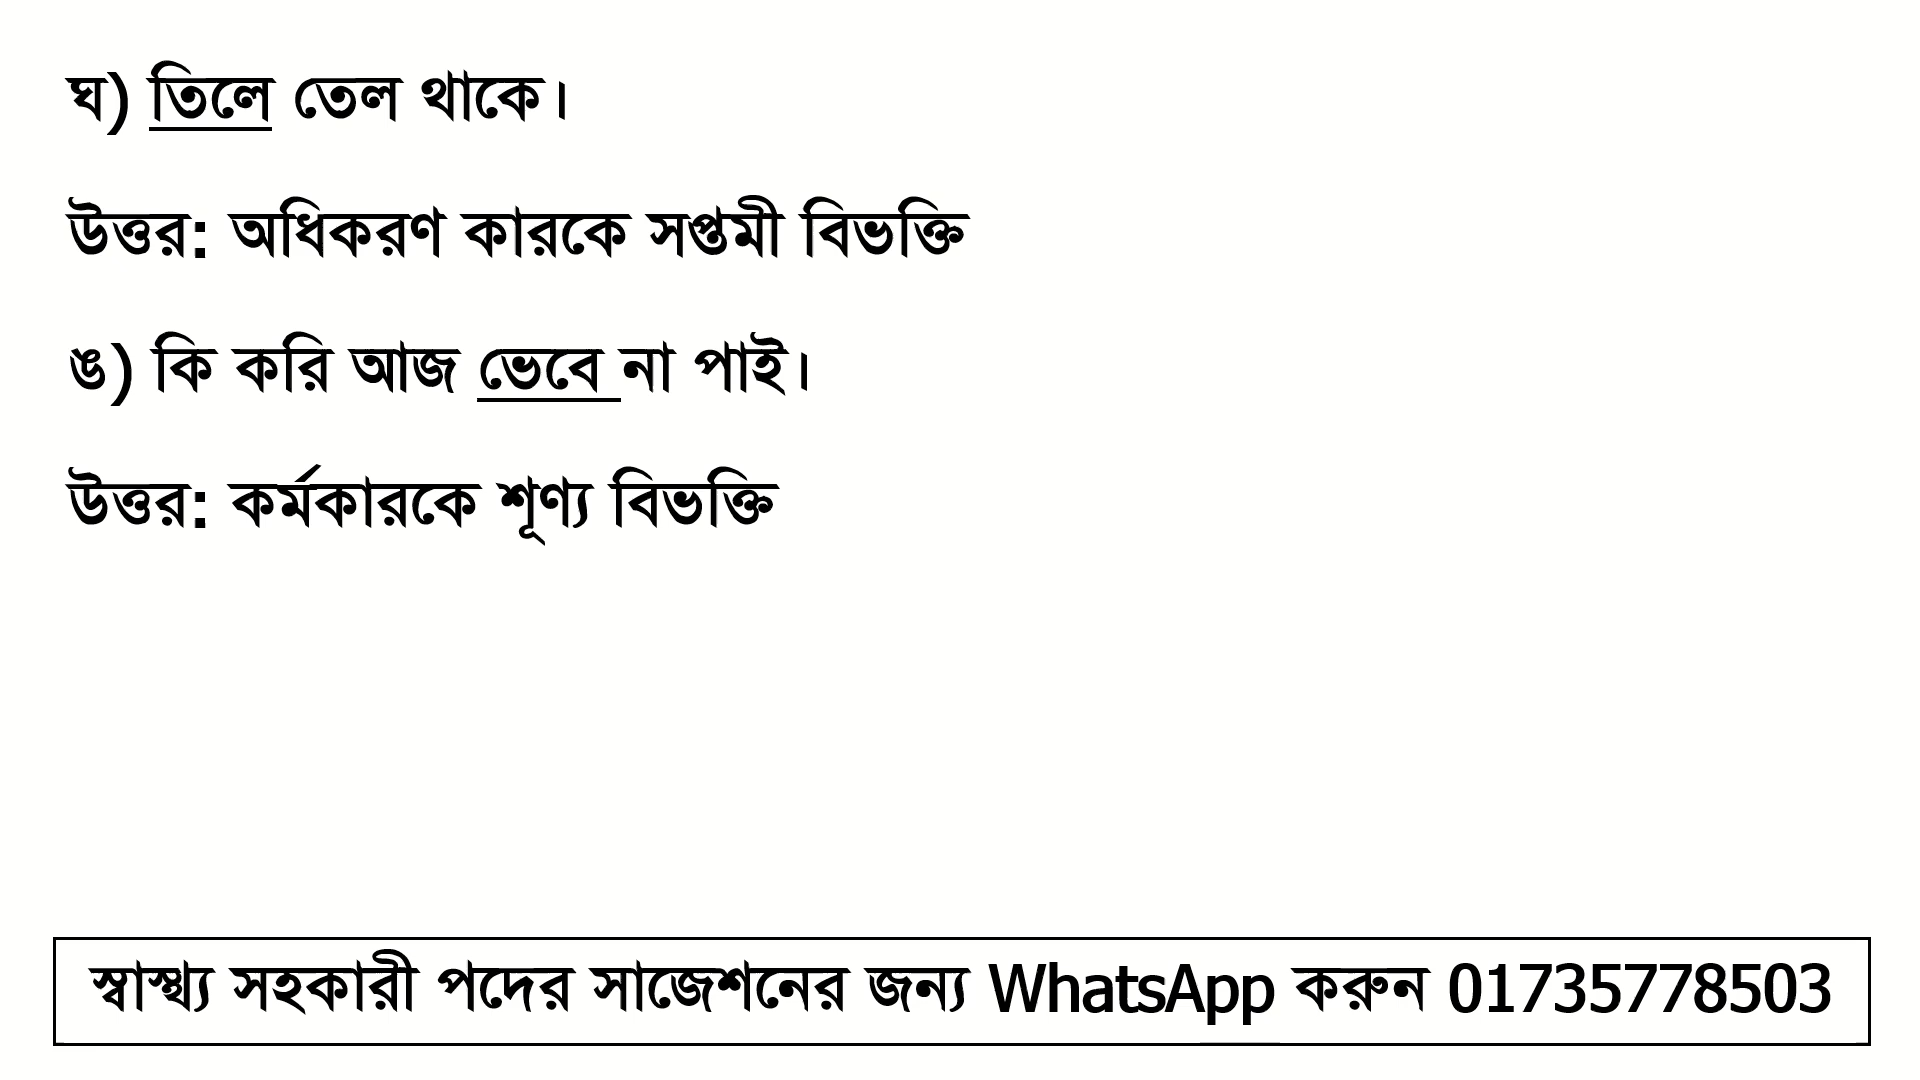 ঘ) তিলে তেল থাকে।
উত্তর: অধিকরণ কারকে সপ্তমী বিভক্তি
ঙ) কি করি আজ ভেবে না পাই।
উত্তর: কর্মকারকে শূণ্য বিভক্তি
স্বাস্থ্য সহকারী পদের সাজেশনের জন্য WhatsApp করুন 01735778503